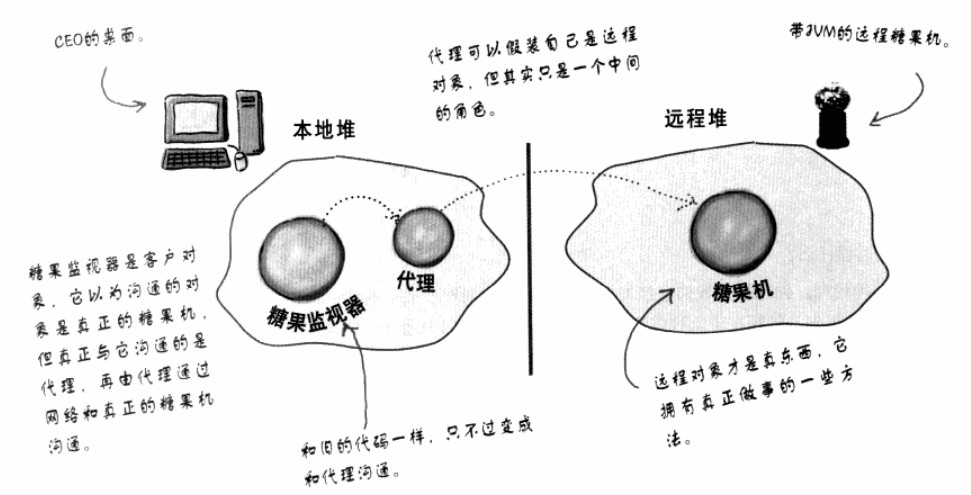 CEO的桌面。
代理可以假装自己是远程
对象，但其实只是一个中间
的角色。
带JVM的远程糖果机。
本地堆
远程堆
糖果监视器是客户对
象，它以为沟通的对
象是真正的糖果机，
但真正与它沟通的是
代理，再由代理通过
网络和真正的糖果机
沟通。
糖果监视器
代理
糖果机
和旧的代码一样，只不过变成
和代理沟通。
远程对象才是真东西，它
拥有真正做事的一些方
法。